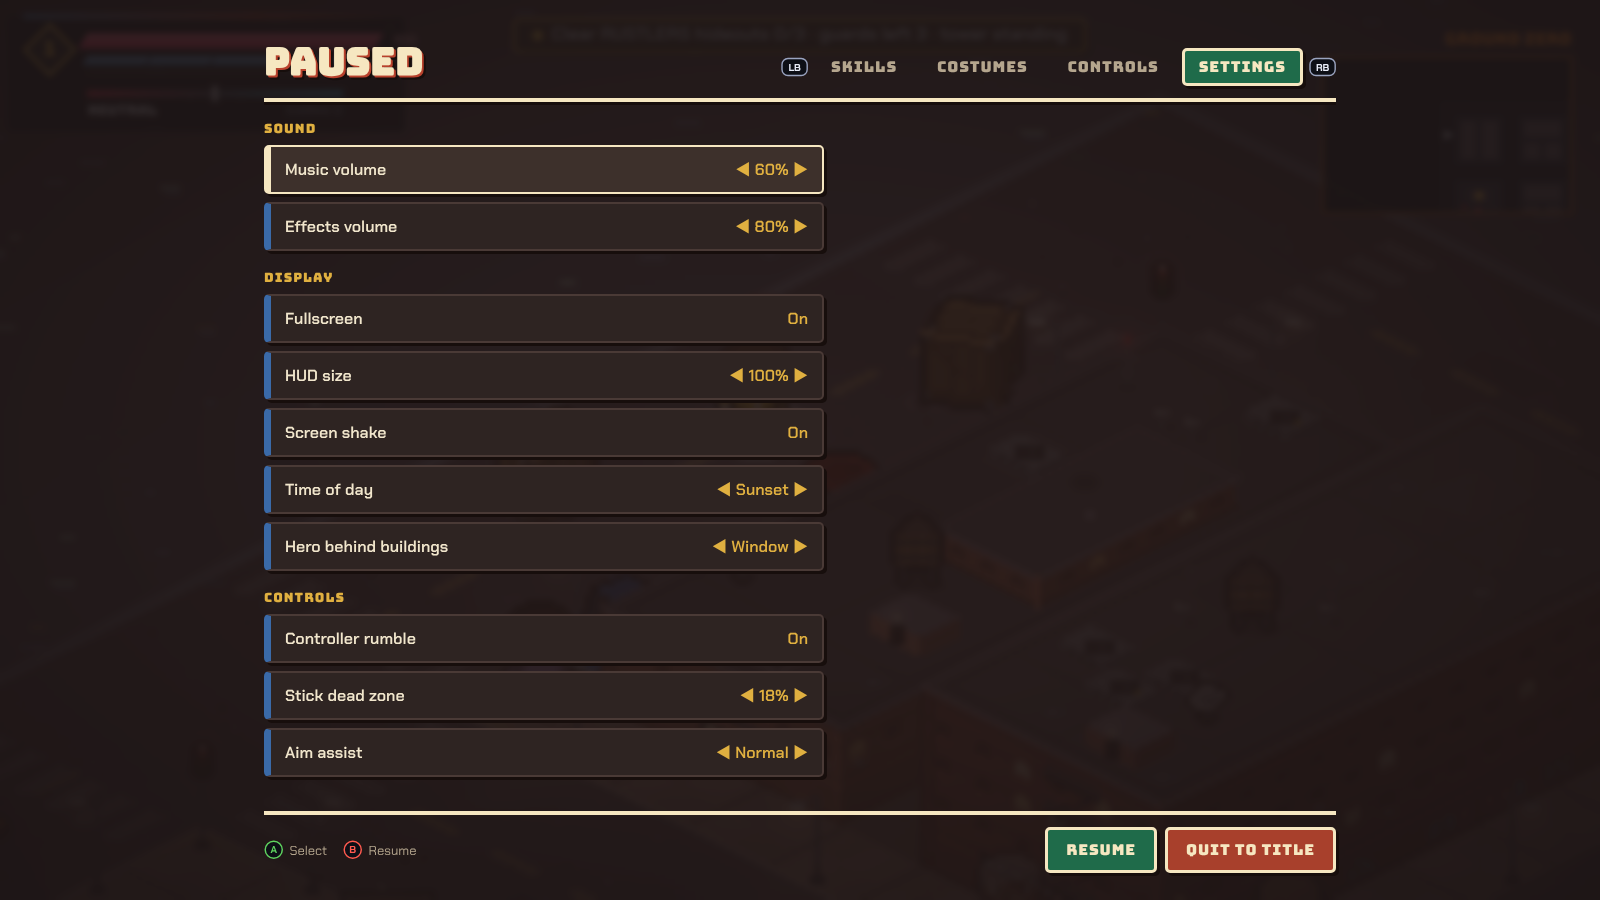 PAUSED
LB SKILLS COSTUMES CONTROLS SETTINGS RB
SOUND
Music volume ◀ 60% ▶
Effects volume ◀ 80% ▶
DISPLAY
Fullscreen On
HUD size ◀ 100% ▶
Screen shake On
Time of day ◀ Sunset ▶
Hero behind buildings ◀ Window ▶
CONTROLS
Controller rumble On
Stick dead zone ◀ 18% ▶
Aim assist ◀ Normal ▶
A Select B Resume RESUME QUIT TO TITLE